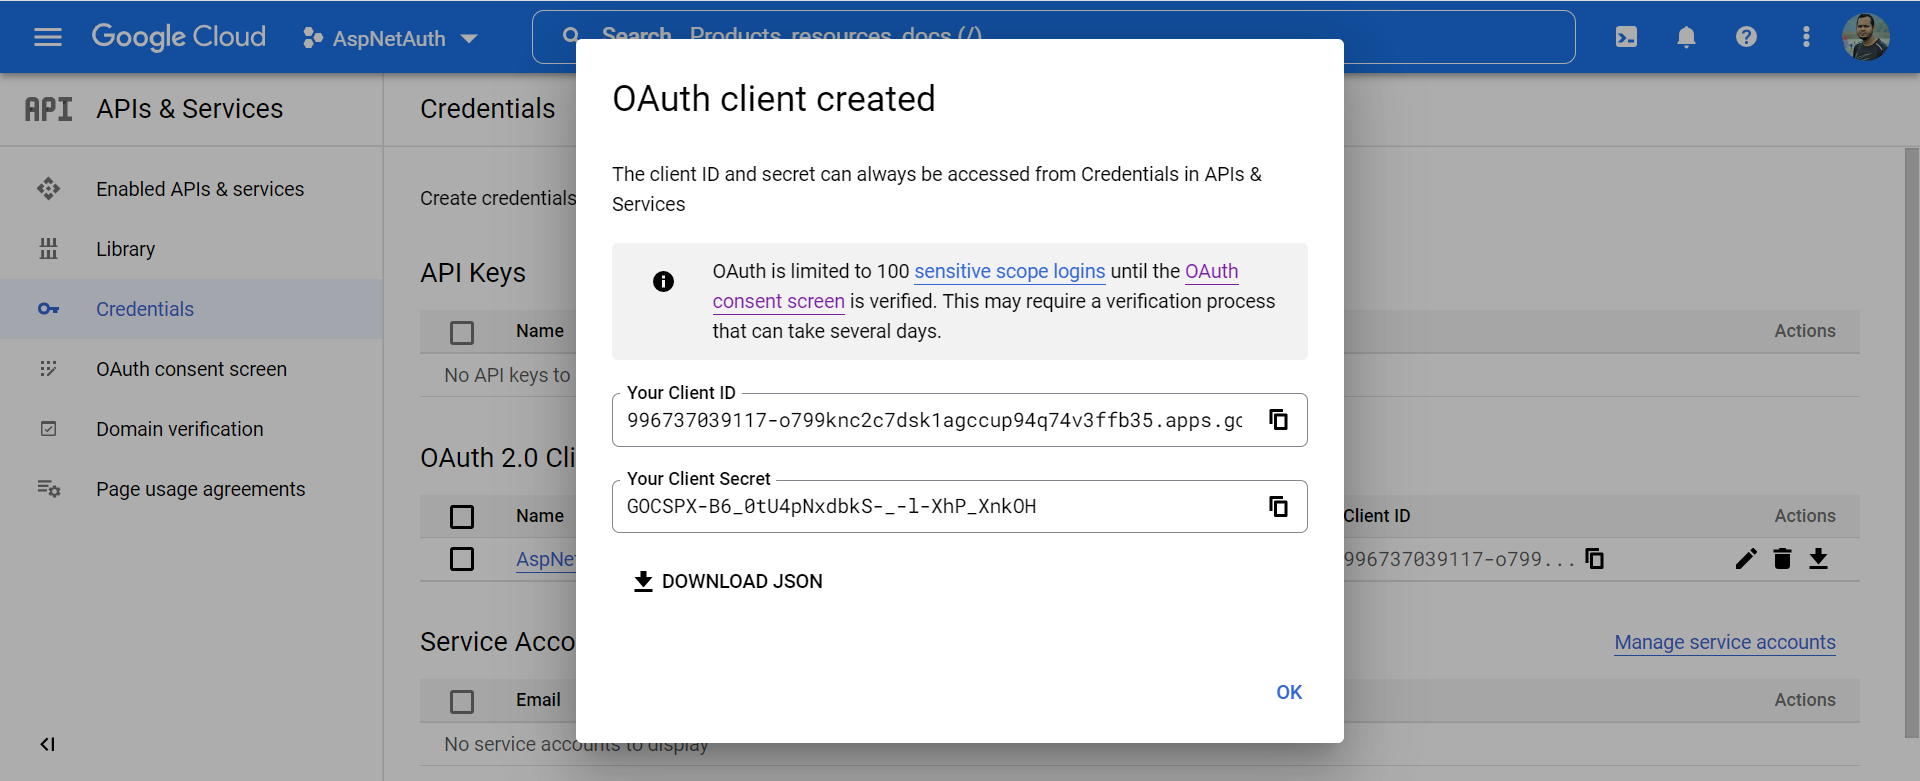 Google Cloud
AspNetAuth
Search Products, resources, docs (/)
API APIs & Services
Credentials
Enabled APIs & services
Library
Credentials
OAuth consent screen
Domain verification
Page usage agreements
Create credentials
API Keys
Name
Actions
No API keys to
OAuth 2.0 Cli
Name
Client ID
Actions
AspNet
996737039117-o799...
Service Acco
Manage service accounts
Email
Actions
No service accounts to display
OAuth client created
The client ID and secret can always be accessed from Credentials in APIs &
Services
OAuth is limited to 100 sensitive scope logins until the OAuth
consent screen is verified. This may require a verification process
that can take several days.
Your Client ID
996737039117-o799knc2c7dsk1agccup94q74v3ffb35.apps.gc
Your Client Secret
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
DOWNLOAD JSON
OK